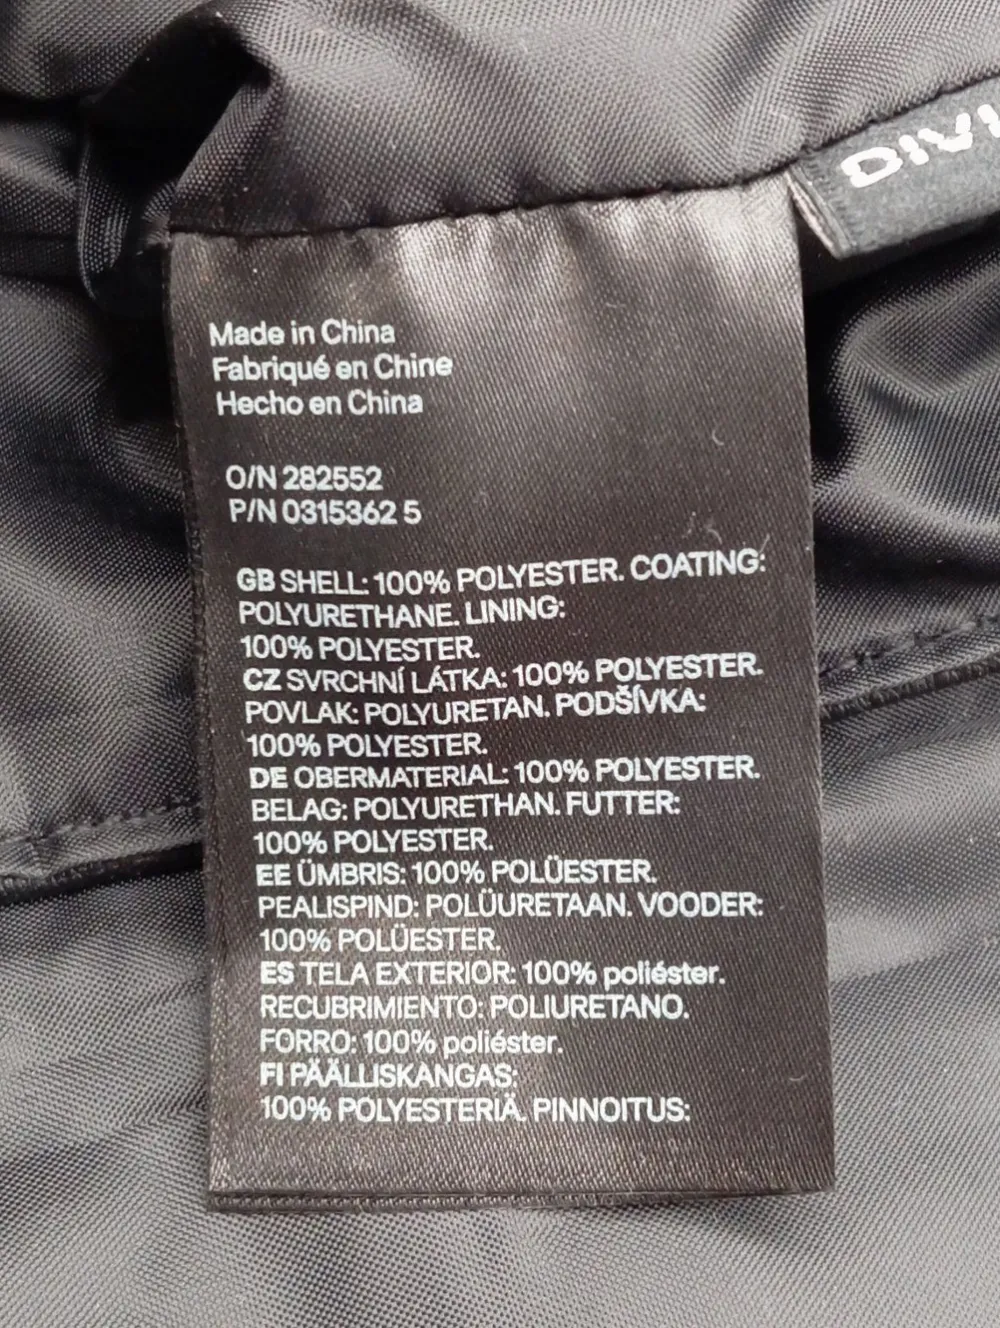 DIVI
Made in China
Fabriqué en Chine
Hecho en China
O/N 282552
P/N 0315362 5
GB SHELL: 100% POLYESTER. COATING:
POLYURETHANE. LINING:
100% POLYESTER.
CZ SVRCHNÍ LÁTKA: 100% POLYESTER.
POVLAK: POLYURETAN. PODŠÍVKA:
100% POLYESTER.
DE OBERMATERIAL: 100% POLYESTER.
BELAG: POLYURETHAN. FUTTER:
100% POLYESTER.
EE ÜMBRIS: 100% POLÜESTER.
PEALISPIND: POLÜURETAAN. VOODER:
100% POLÜESTER.
ES TELA EXTERIOR: 100% poliéster.
RECUBRIMIENTO: POLIURETANO.
FORRO: 100% poliéster.
FI PÄÄLLISKANGAS:
100% POLYESTERIÄ. PINNOITUS: